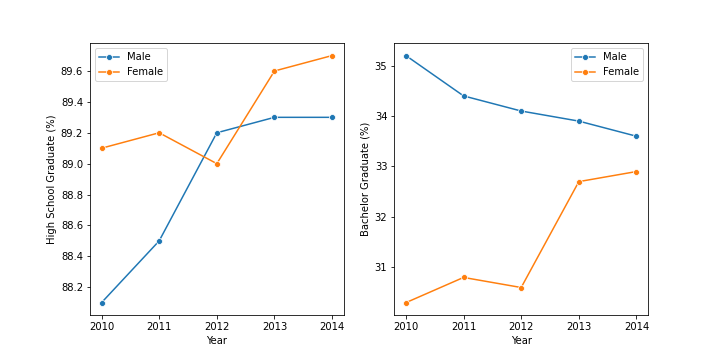 Male
Female
89.6
89.4
89.2
89.0
88.8
88.6
88.4
88.2
High School Graduate (%)
2010 2011 2012 2013 2014
Year
Male
Female
35
34
33
32
31
Bachelor Graduate (%)
2010 2011 2012 2013 2014
Year